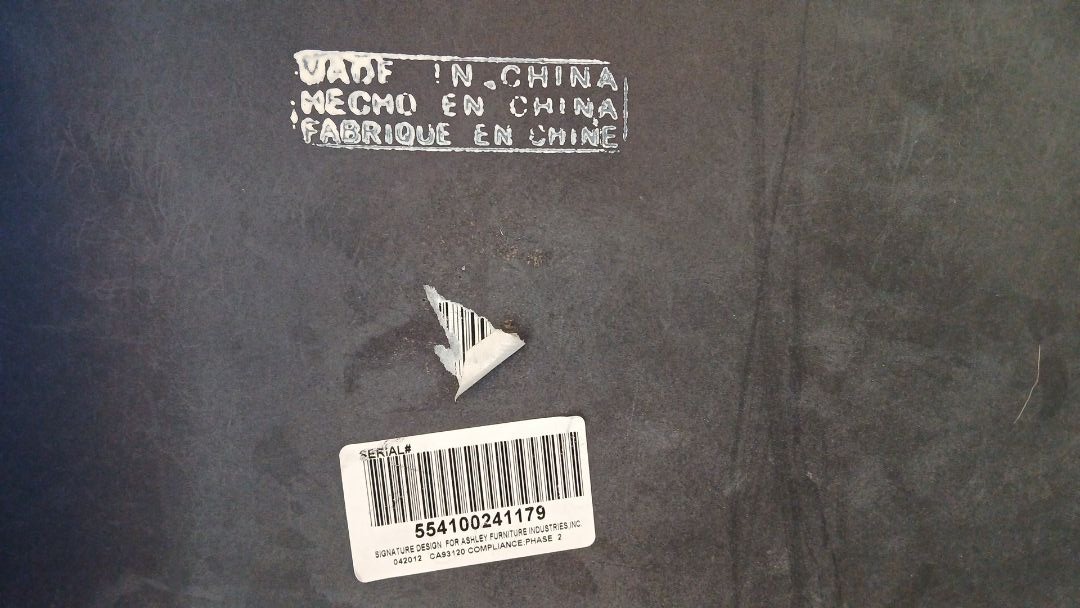 MADE IN CHINA
HECHO EN CHINA
FABRIQUE EN CHINE
SERIAL#
554100241179
SIGNATURE DESIGN FOR ASHLEY FURNITURE INDUSTRIES,INC.
042012 CA93120 COMPLIANCE:PHASE 2